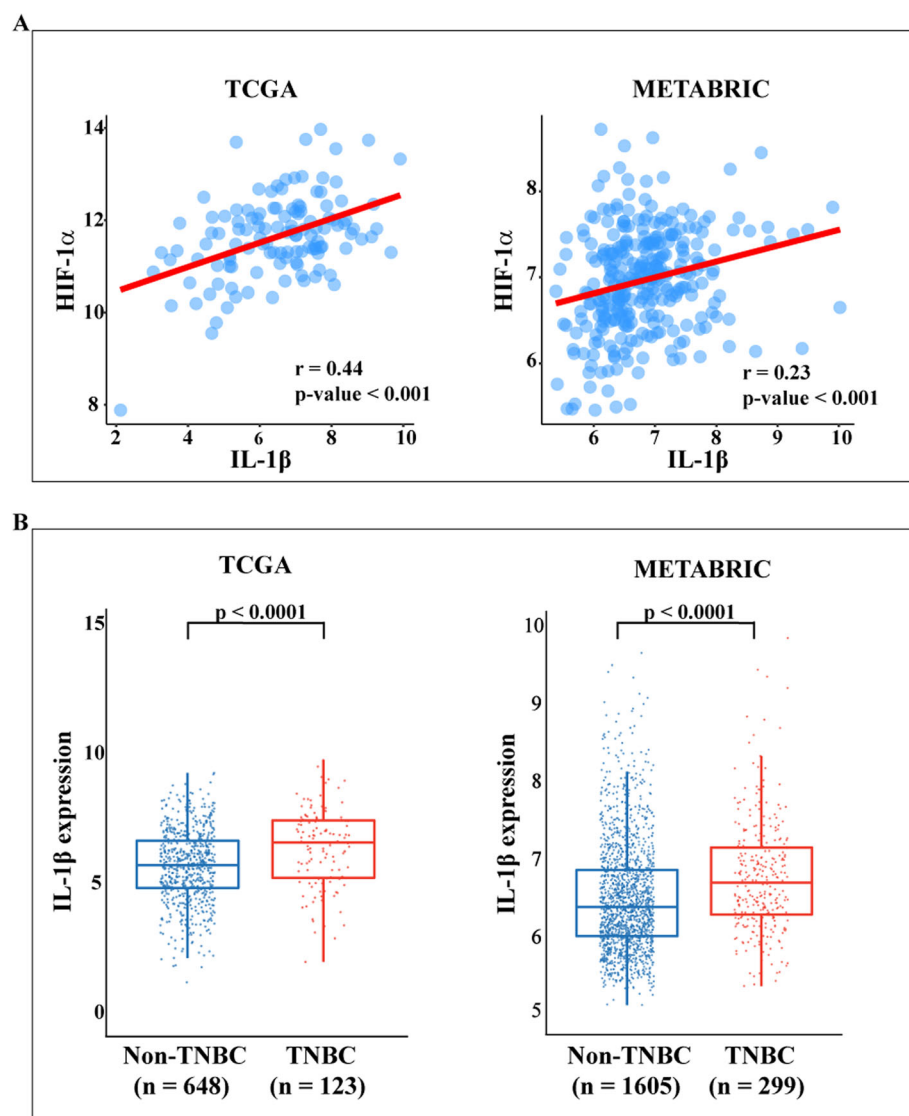 A
TCGA
METABRIC
HIF-1α
14
12
10
8
r = 0.44
p-value < 0.001
2 4 6 8 10
IL-1β
HIF-1α
8
7
6
r = 0.23
p-value < 0.001
6 7 8 9 10
IL-1β
B
TCGA
METABRIC
p < 0.0001
IL-1β expression
15
10
5
0
Non-TNBC TNBC
(n = 648) (n = 123)
p < 0.0001
IL-1β expression
10
9
8
7
6
5
Non-TNBC TNBC
(n = 1605) (n = 299)